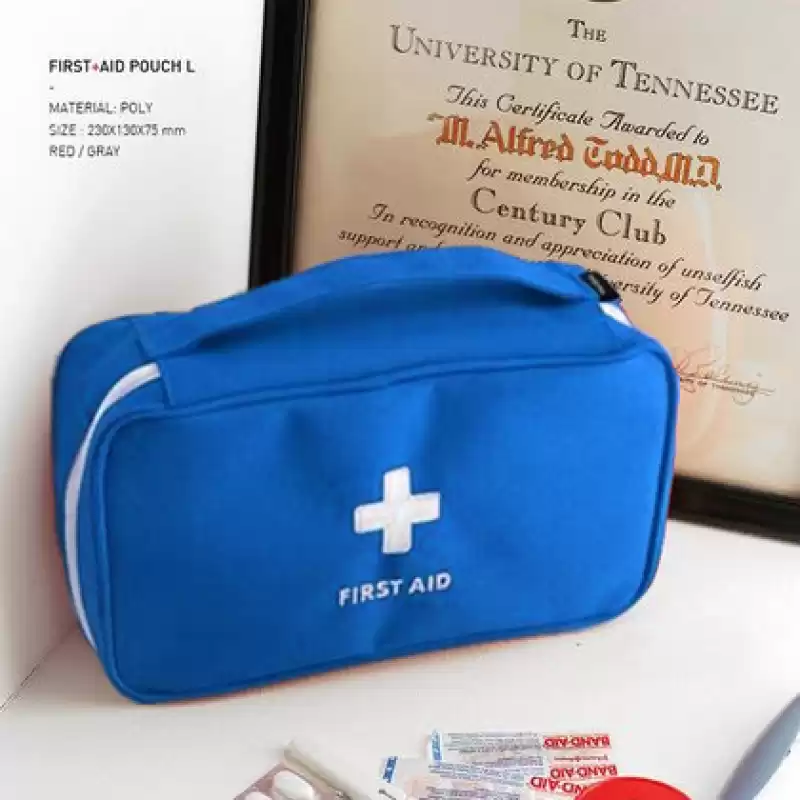 FIRST+AID POUCH L
-
MATERIAL: POLY
SIZE : 230X130X75 mm
RED / GRAY
THE
UNIVERSITY OF TENNESSEE
This Certificate Awarded to
M. Alfred Todd, M.D.
for membership in the
Century Club
In recognition and appreciation of unselfish
support and
ersity of Tennessee
FIRST AID
BAND-AID
BAND-AID